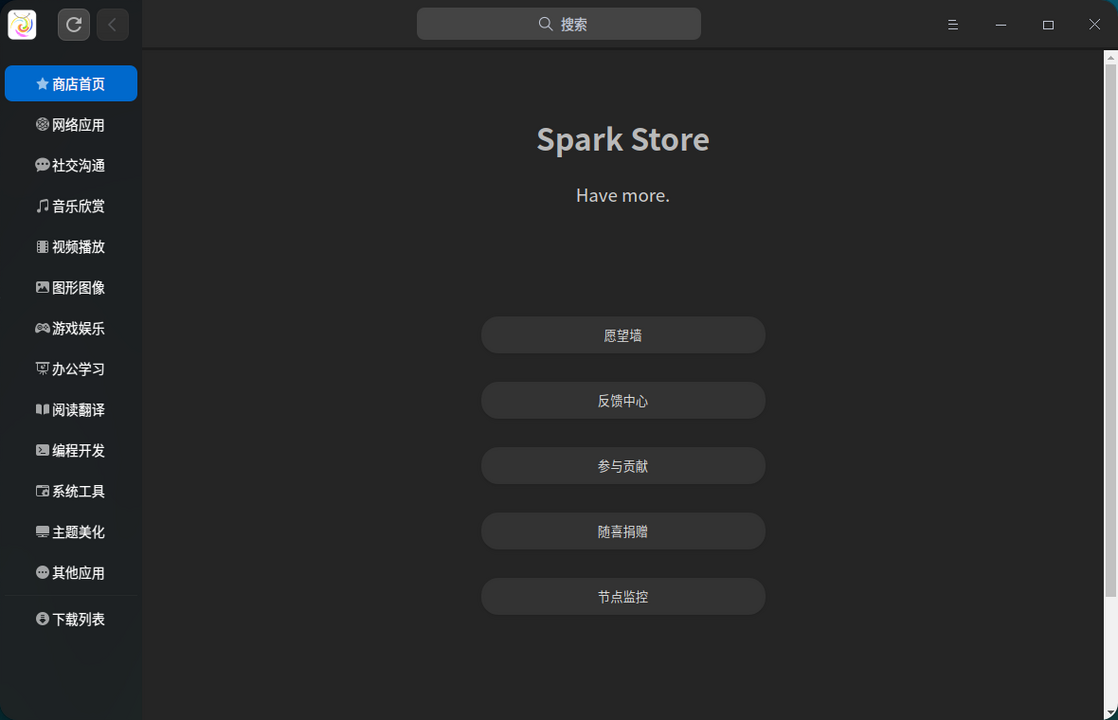 搜索
商店首页
网络应用
社交沟通
音乐欣赏
视频播放
图形图像
游戏娱乐
办公学习
阅读翻译
编程开发
系统工具
主题美化
其他应用
下载列表
Spark Store
Have more.
愿望墙
反馈中心
参与贡献
随喜捐赠
节点监控